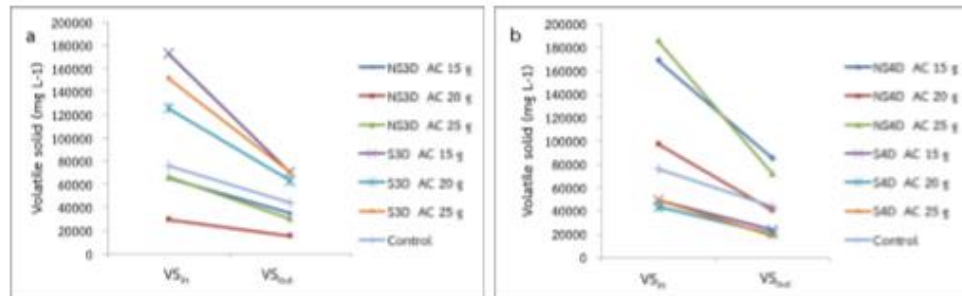 a
Volatile solid (mg L-1)
200000
180000
160000
140000
120000
100000
80000
60000
40000
20000
0
VSin
VSout
NS3D AC 15 g
NS3D AC 20 g
NS3D AC 25 g
S3D AC 15 g
S3D AC 20 g
S3D AC 25 g
Control
b
Volatile solid (mg L-1)
200000
180000
160000
140000
120000
100000
80000
60000
40000
20000
0
VSin
VSout
NS4D AC 15 g
NS4D AC 20 g
NS4D AC 25 g
S4D AC 15 g
S4D AC 20 g
S4D AC 25 g
Control